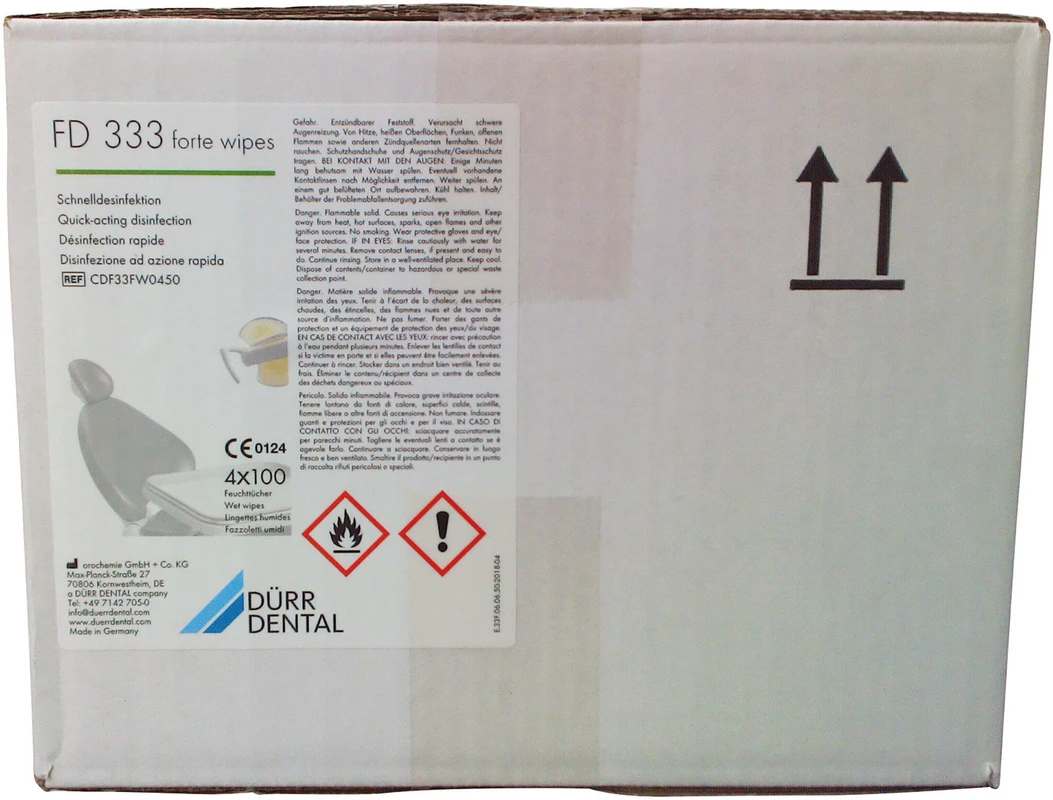 FD 333 forte wipes
Schnelldesinfektion
Quick-acting disinfection
Désinfection rapide
Disinfezione ad azione rapida
REF CDF33FW0450
Gefahr. Entzündbarer Feststoff. Verursacht schwere
Augenreizung. Von Hitze, heißen Oberflächen, Funken, offenen
Flammen sowie anderen Zündquellenarten fernhalten. Nicht
rauchen. Schutzhandschuhe und Augenschutz/Gesichtsschutz
tragen. BEI KONTAKT MIT DEN AUGEN: Einige Minuten
lang behutsam mit Wasser spülen. Eventuell vorhandene
Kontaktlinsen nach Möglichkeit entfernen. Weiter spülen. An
einem gut belüfteten Ort aufbewahren. Kühl halten. Inhalt/
Behälter der Problemabfallentsorgung zuführen.
Danger. Flammable solid. Causes serious eye irritation. Keep
away from heat, hot surfaces, sparks, open flames and other
ignition sources. No smoking. Wear protective gloves and eye/
face protection. IF IN EYES: Rinse cautiously with water for
several minutes. Remove contact lenses, if present and easy to
do. Continue rinsing. Store in a well-ventilated place. Keep cool.
Dispose of contents/container to hazardous or special waste
collection point.
Danger. Matière solide inflammable. Provoque une sévère
irritation des yeux. Tenir à l'écart de la chaleur, des surfaces
chaudes, des étincelles, des flammes nues et de toute autre
source d'inflammation. Ne pas fumer. Porter des gants de
protection et un équipement de protection des yeux/du visage.
EN CAS DE CONTACT AVEC LES YEUX: rincer avec précaution
à l'eau pendant plusieurs minutes. Enlever les lentilles de contact
si la victime en porte et si elles peuvent être facilement enlevées.
Continuer à rincer. Stocker dans un endroit bien ventilé. Tenir au
frais. Éliminer le contenu/récipient dans un centre de collecte
des déchets dangereux ou spéciaux.
Pericolo. Solido infiammabile. Provoca grave irritazione oculare.
Tenere lontano da fonti di calore, superfici calde, scintille,
fiamme libere o altre fonti di accensione. Non fumare. Indossare
guanti e protezioni per gli occhi e per il viso. IN CASO DI
CONTATTO CON GLI OCCHI: sciacquare accuratamente
per parecchi minuti. Togliere le eventuali lenti a contatto se è
agevole farlo. Continuare a sciacquare. Conservare in luogo
fresco e ben ventilato. Smaltire il prodotto/recipiente in un punto
di raccolta rifiuti pericolosi o speciali.
CE 0124
4x100
Feuchttücher
Wet wipes
Lingettes humides
Fazzoletti umidi
orochemie GmbH + Co. KG
Max-Planck-Straße 27
70806 Kornwestheim, DE
a DÜRR DENTAL company
Tel: +49 7142 705-0
info@duerrdental.com
www.duerrdental.com
Made in Germany
DÜRR
DENTAL
E.33F.06.06.50-2018-04